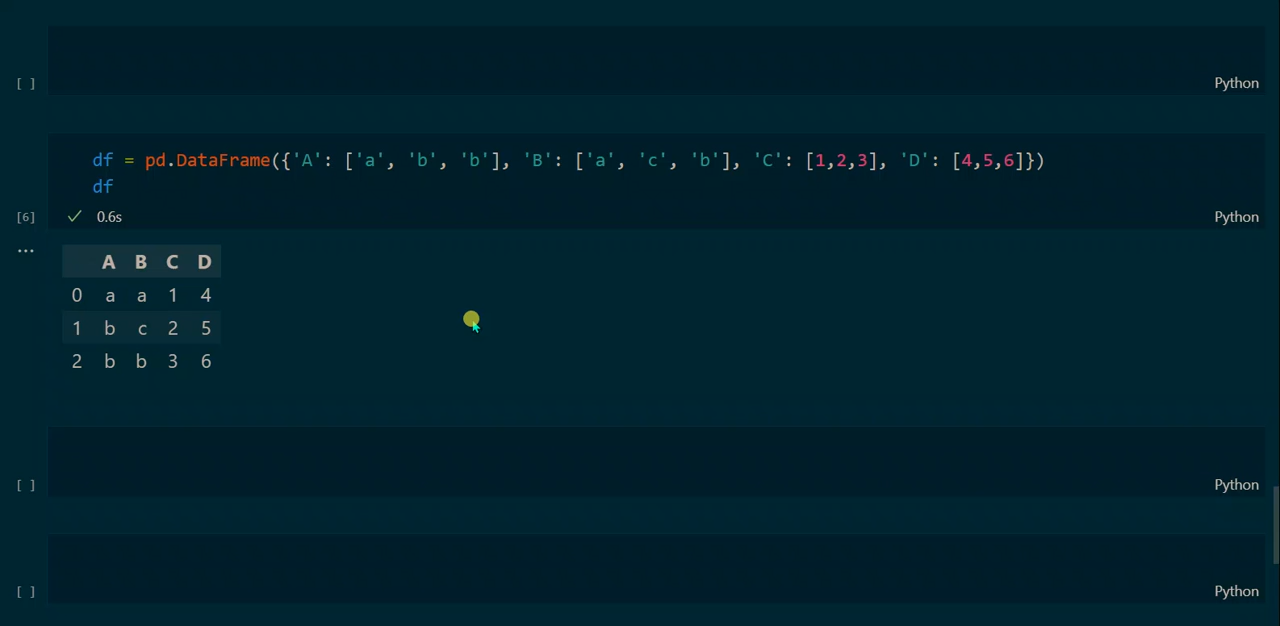 [ ]
Python
df = pd.DataFrame({'A': ['a', 'b', 'b'], 'B': ['a', 'c', 'b'], 'C': [1,2,3], 'D': [4,5,6]})
df
[6] ✓ 0.6s Python
...
A B C D
0 a a 1 4
1 b c 2 5
2 b b 3 6
[ ] Python
[ ] Python